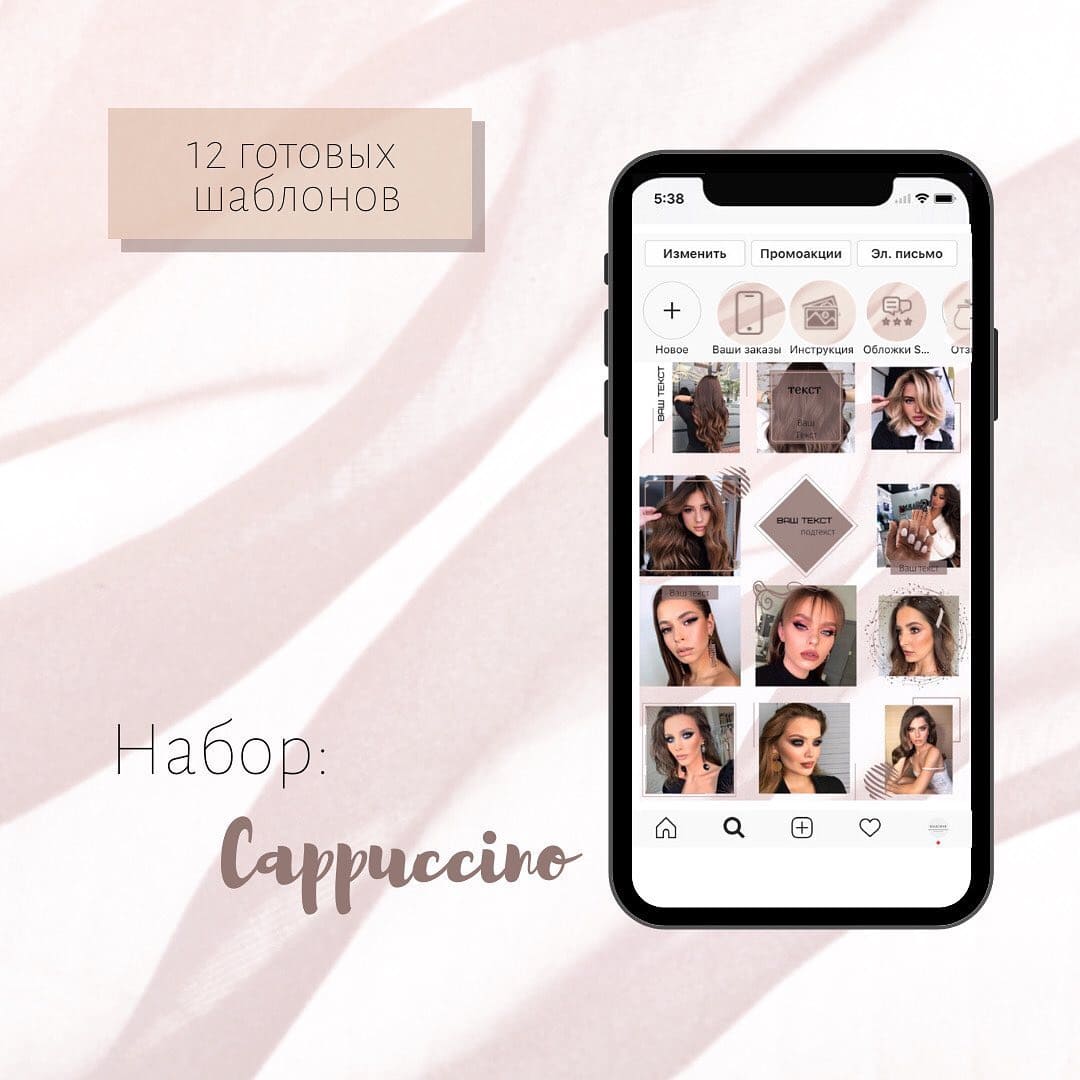 12 готовых
шаблонов
5:38
Изменить
Промоакции
Эл. письмо
Новое
Ваши заказы
Инструкция
Обложки S...
Отз
ВАШ ТЕКСТ
текст
Ваш
Текст
ВАШ ТЕКСТ
подтекст
Ваш текст
Ваш текст
Набор:
Cappuccino